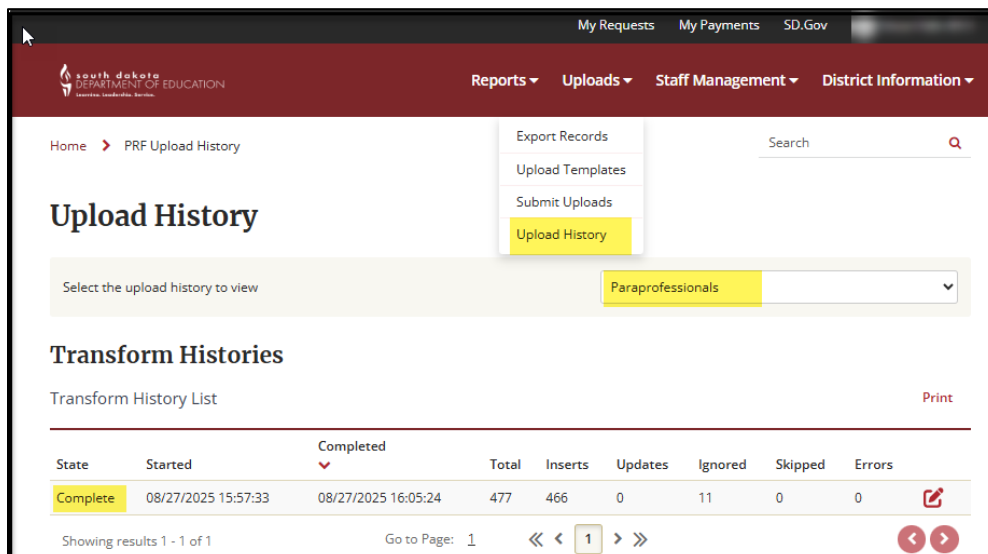 My Requests My Payments SD.Gov
south dakota
DEPARTMENT OF EDUCATION
Learning. Leadership. Service.
Reports Uploads Staff Management District Information
Home PRF Upload History
Export Records
Upload Templates
Submit Uploads
Upload History
Search
Upload History
Select the upload history to view Paraprofessionals
Transform Histories
Transform History List Print
State Started Completed Total Inserts Updates Ignored Skipped Errors
Complete 08/27/2025 15:57:33 08/27/2025 16:05:24 477 466 0 11 0 0
Showing results 1 - 1 of 1 Go to Page: 1 « < 1 > »